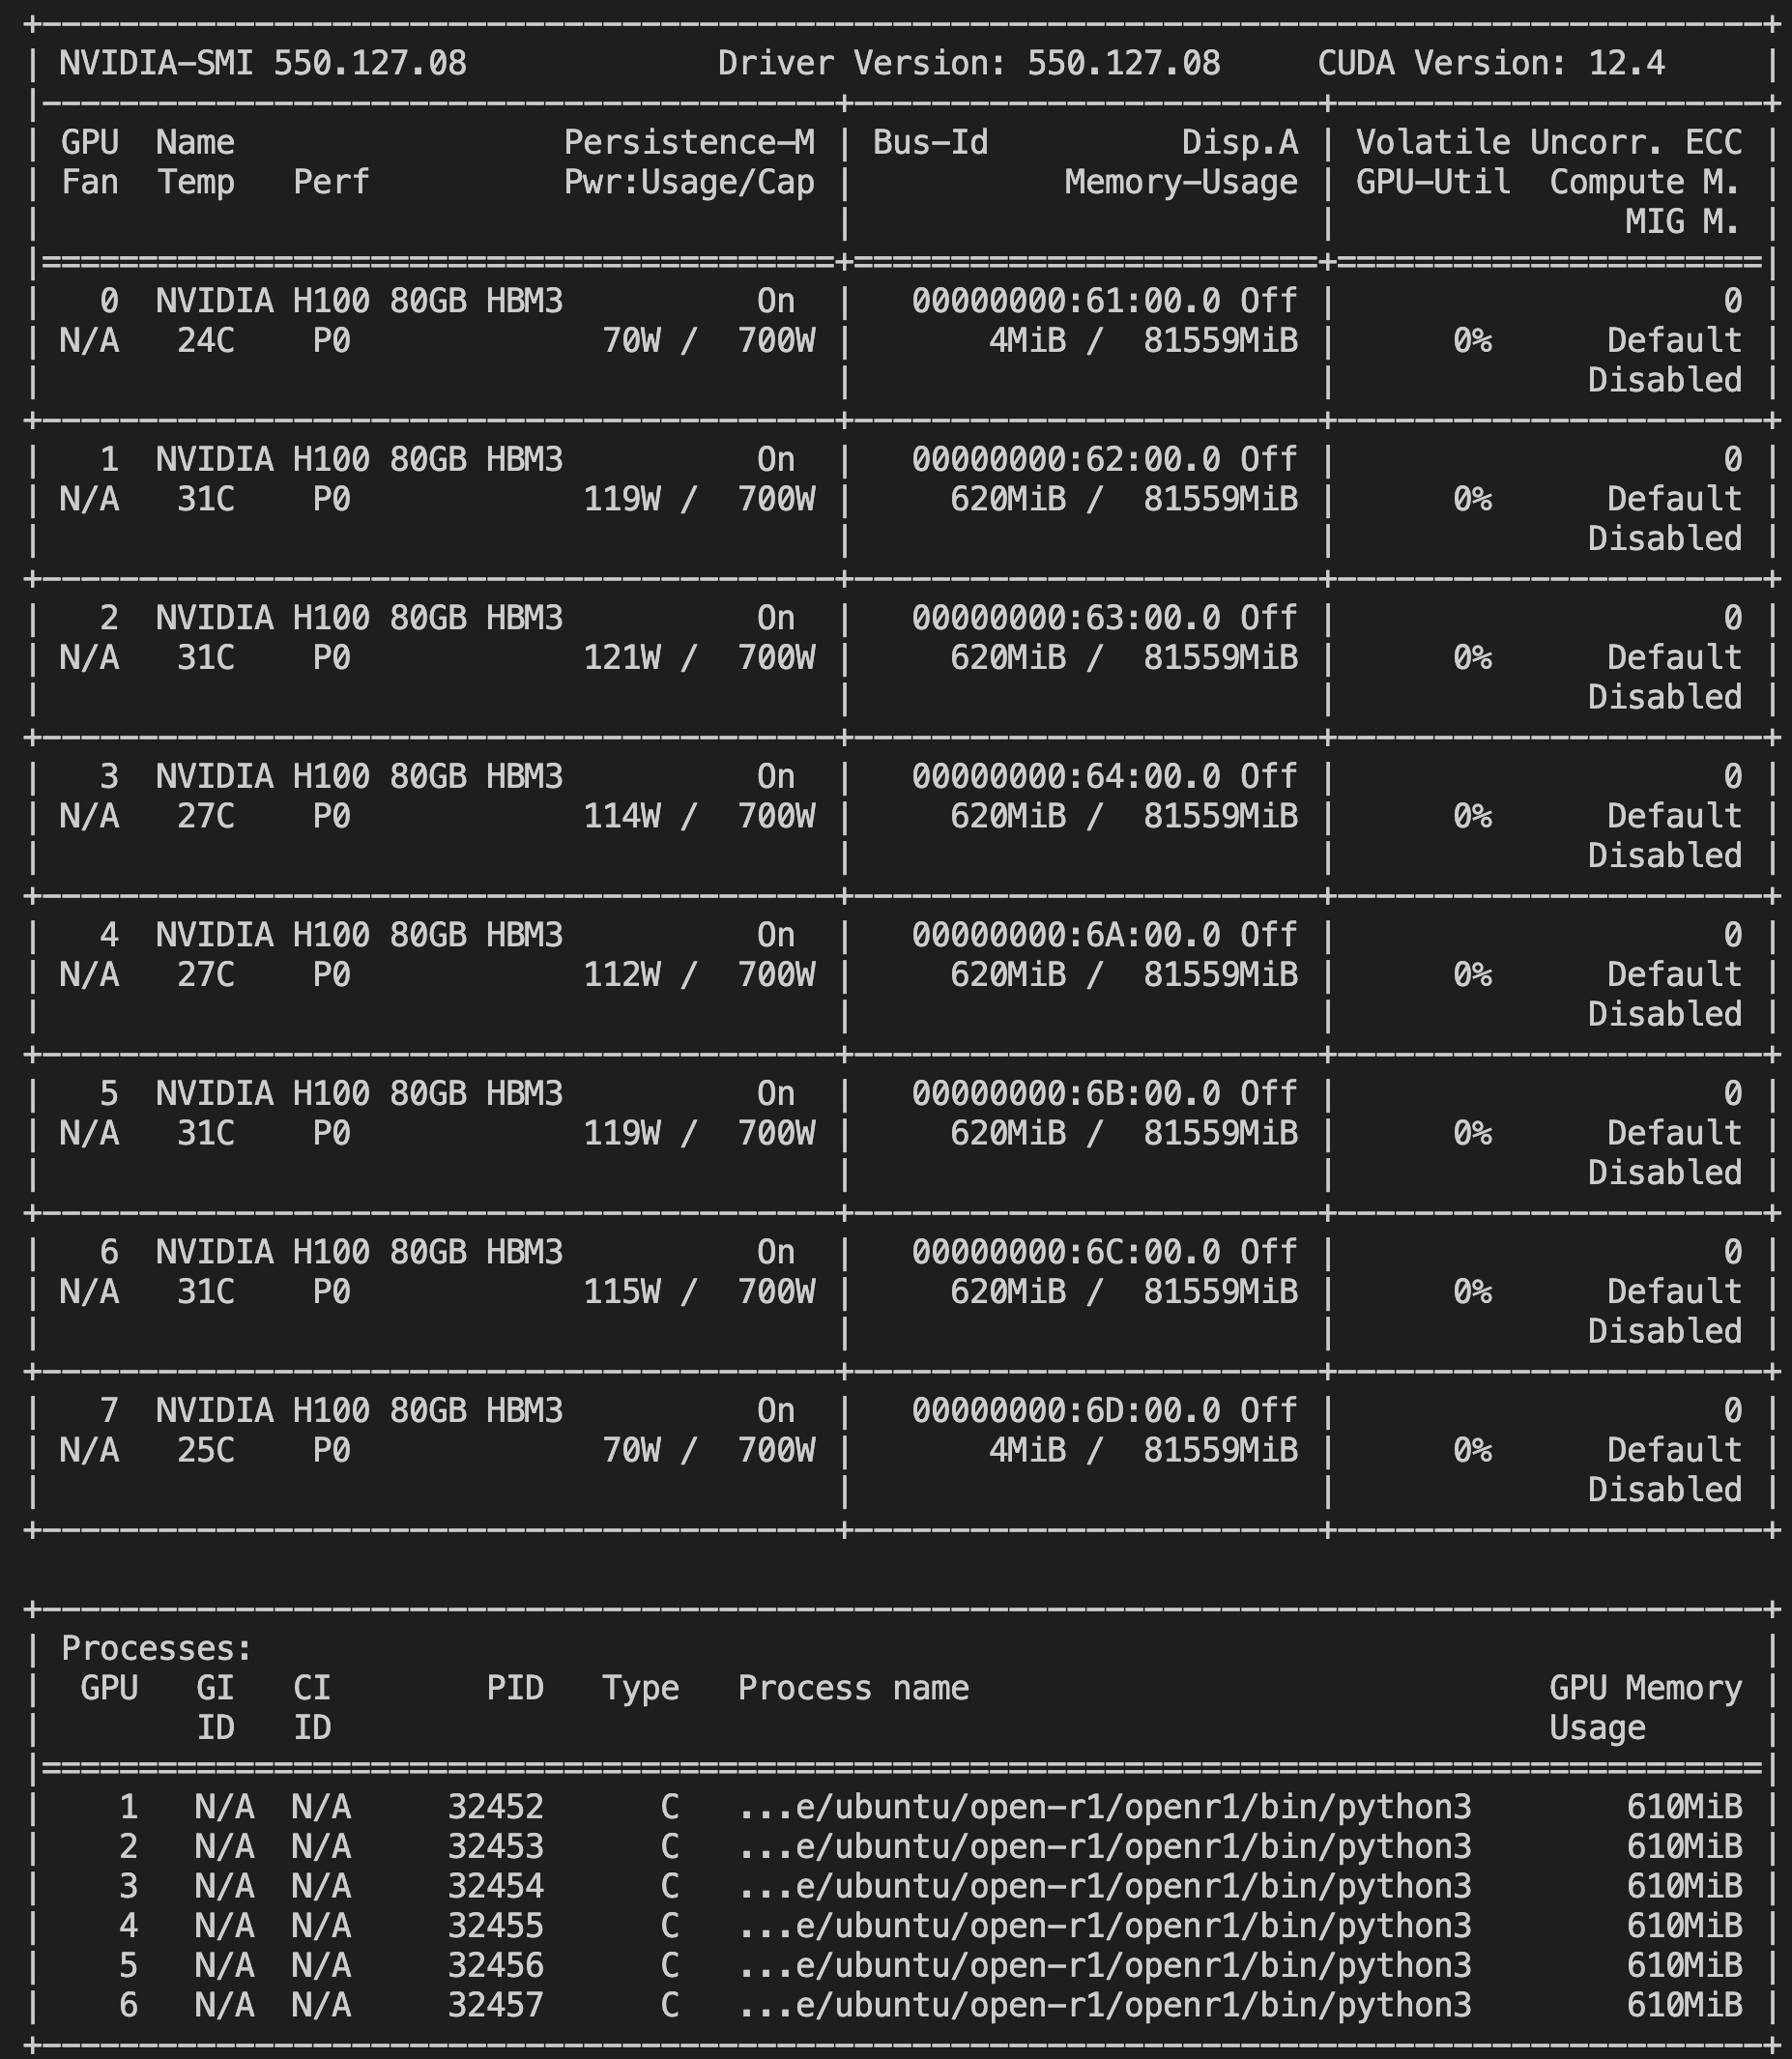 +-----------------------------------------------------------------------------------------+
| NVIDIA-SMI 550.127.08             Driver Version: 550.127.08     CUDA Version: 12.4     |
|-----------------------------------------+------------------------+----------------------+
| GPU  Name                 Persistence-M | Bus-Id          Disp.A | Volatile Uncorr. ECC |
| Fan  Temp   Perf          Pwr:Usage/Cap |           Memory-Usage | GPU-Util  Compute M. |
|                                         |                        |               MIG M. |
|=========================================+========================+======================|
|   0  NVIDIA H100 80GB HBM3          On  |   00000000:61:00.0 Off |                    0 |
| N/A   24C    P0             70W /  700W |       4MiB /  81559MiB |      0%      Default |
|                                         |                        |             Disabled |
+-----------------------------------------+------------------------+----------------------+
|   1  NVIDIA H100 80GB HBM3          On  |   00000000:62:00.0 Off |                    0 |
| N/A   31C    P0            119W /  700W |     620MiB /  81559MiB |      0%      Default |
|                                         |                        |             Disabled |
+-----------------------------------------+------------------------+----------------------+
|   2  NVIDIA H100 80GB HBM3          On  |   00000000:63:00.0 Off |                    0 |
| N/A   31C    P0            121W /  700W |     620MiB /  81559MiB |      0%      Default |
|                                         |                        |             Disabled |
+-----------------------------------------+------------------------+----------------------+
|   3  NVIDIA H100 80GB HBM3          On  |   00000000:64:00.0 Off |                    0 |
| N/A   27C    P0            114W /  700W |     620MiB /  81559MiB |      0%      Default |
|                                         |                        |             Disabled |
+-----------------------------------------+------------------------+----------------------+
|   4  NVIDIA H100 80GB HBM3          On  |   00000000:6A:00.0 Off |                    0 |
| N/A   27C    P0            112W /  700W |     620MiB /  81559MiB |      0%      Default |
|                                         |                        |             Disabled |
+-----------------------------------------+------------------------+----------------------+
|   5  NVIDIA H100 80GB HBM3          On  |   00000000:6B:00.0 Off |                    0 |
| N/A   31C    P0            119W /  700W |     620MiB /  81559MiB |      0%      Default |
|                                         |                        |             Disabled |
+-----------------------------------------+------------------------+----------------------+
|   6  NVIDIA H100 80GB HBM3          On  |   00000000:6C:00.0 Off |                    0 |
| N/A   31C    P0            115W /  700W |     620MiB /  81559MiB |      0%      Default |
|                                         |                        |             Disabled |
+-----------------------------------------+------------------------+----------------------+
|   7  NVIDIA H100 80GB HBM3          On  |   00000000:6D:00.0 Off |                    0 |
| N/A   25C    P0             70W /  700W |       4MiB /  81559MiB |      0%      Default |
|                                         |                        |             Disabled |
+-----------------------------------------+------------------------+----------------------+

+-----------------------------------------------------------------------------------------+
| Processes:                                                                              |
|  GPU   GI   CI        PID   Type   Process name                              GPU Memory |
|        ID   ID                                                               Usage      |
|=========================================================================================|
|    1   N/A  N/A     32452      C   ...e/ubuntu/open-r1/openr1/bin/python3        610MiB |
|    2   N/A  N/A     32453      C   ...e/ubuntu/open-r1/openr1/bin/python3        610MiB |
|    3   N/A  N/A     32454      C   ...e/ubuntu/open-r1/openr1/bin/python3        610MiB |
|    4   N/A  N/A     32455      C   ...e/ubuntu/open-r1/openr1/bin/python3        610MiB |
|    5   N/A  N/A     32456      C   ...e/ubuntu/open-r1/openr1/bin/python3        610MiB |
|    6   N/A  N/A     32457      C   ...e/ubuntu/open-r1/openr1/bin/python3        610MiB |
+-----------------------------------------------------------------------------------------+